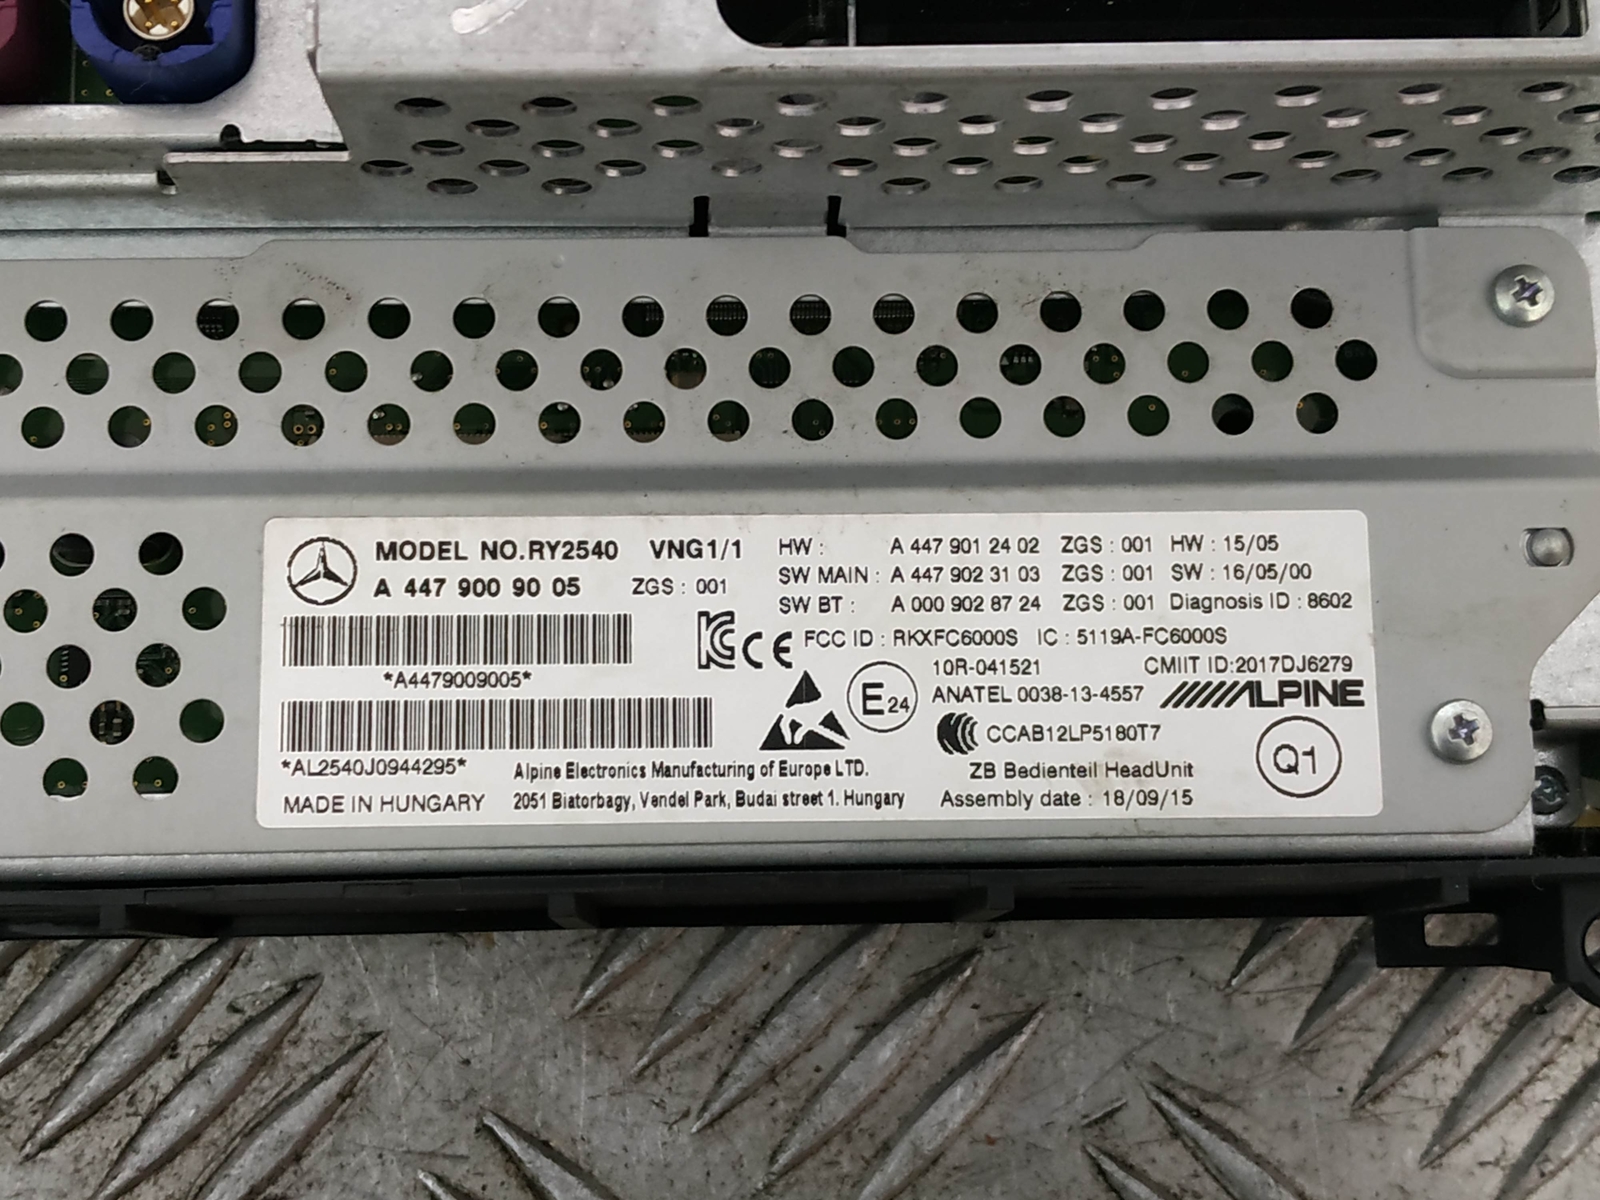 MODEL NO.RY2540 VNG1/1
A 447 900 90 05 ZGS : 001
HW : A 447 901 24 02 ZGS : 001 HW : 15/05
SW MAIN : A 447 902 31 03 ZGS : 001 SW : 16/05/00
SW BT : A 000 902 87 24 ZGS : 001 Diagnosis ID : 8602
CE FCC ID : RKXFC6000S IC : 5119A-FC6000S
*A4479009005*
10R-041521 CMIIT ID:2017DJ6279
E24 ANATEL 0038-13-4557 ALPINE
CCAB12LP5180T7
Q1
*AL2540J0944295* Alpine Electronics Manufacturing of Europe LTD. ZB Bedienteil HeadUnit
MADE IN HUNGARY 2051 Biatorbagy, Vendel Park, Budai street 1. Hungary Assembly date : 18/09/15